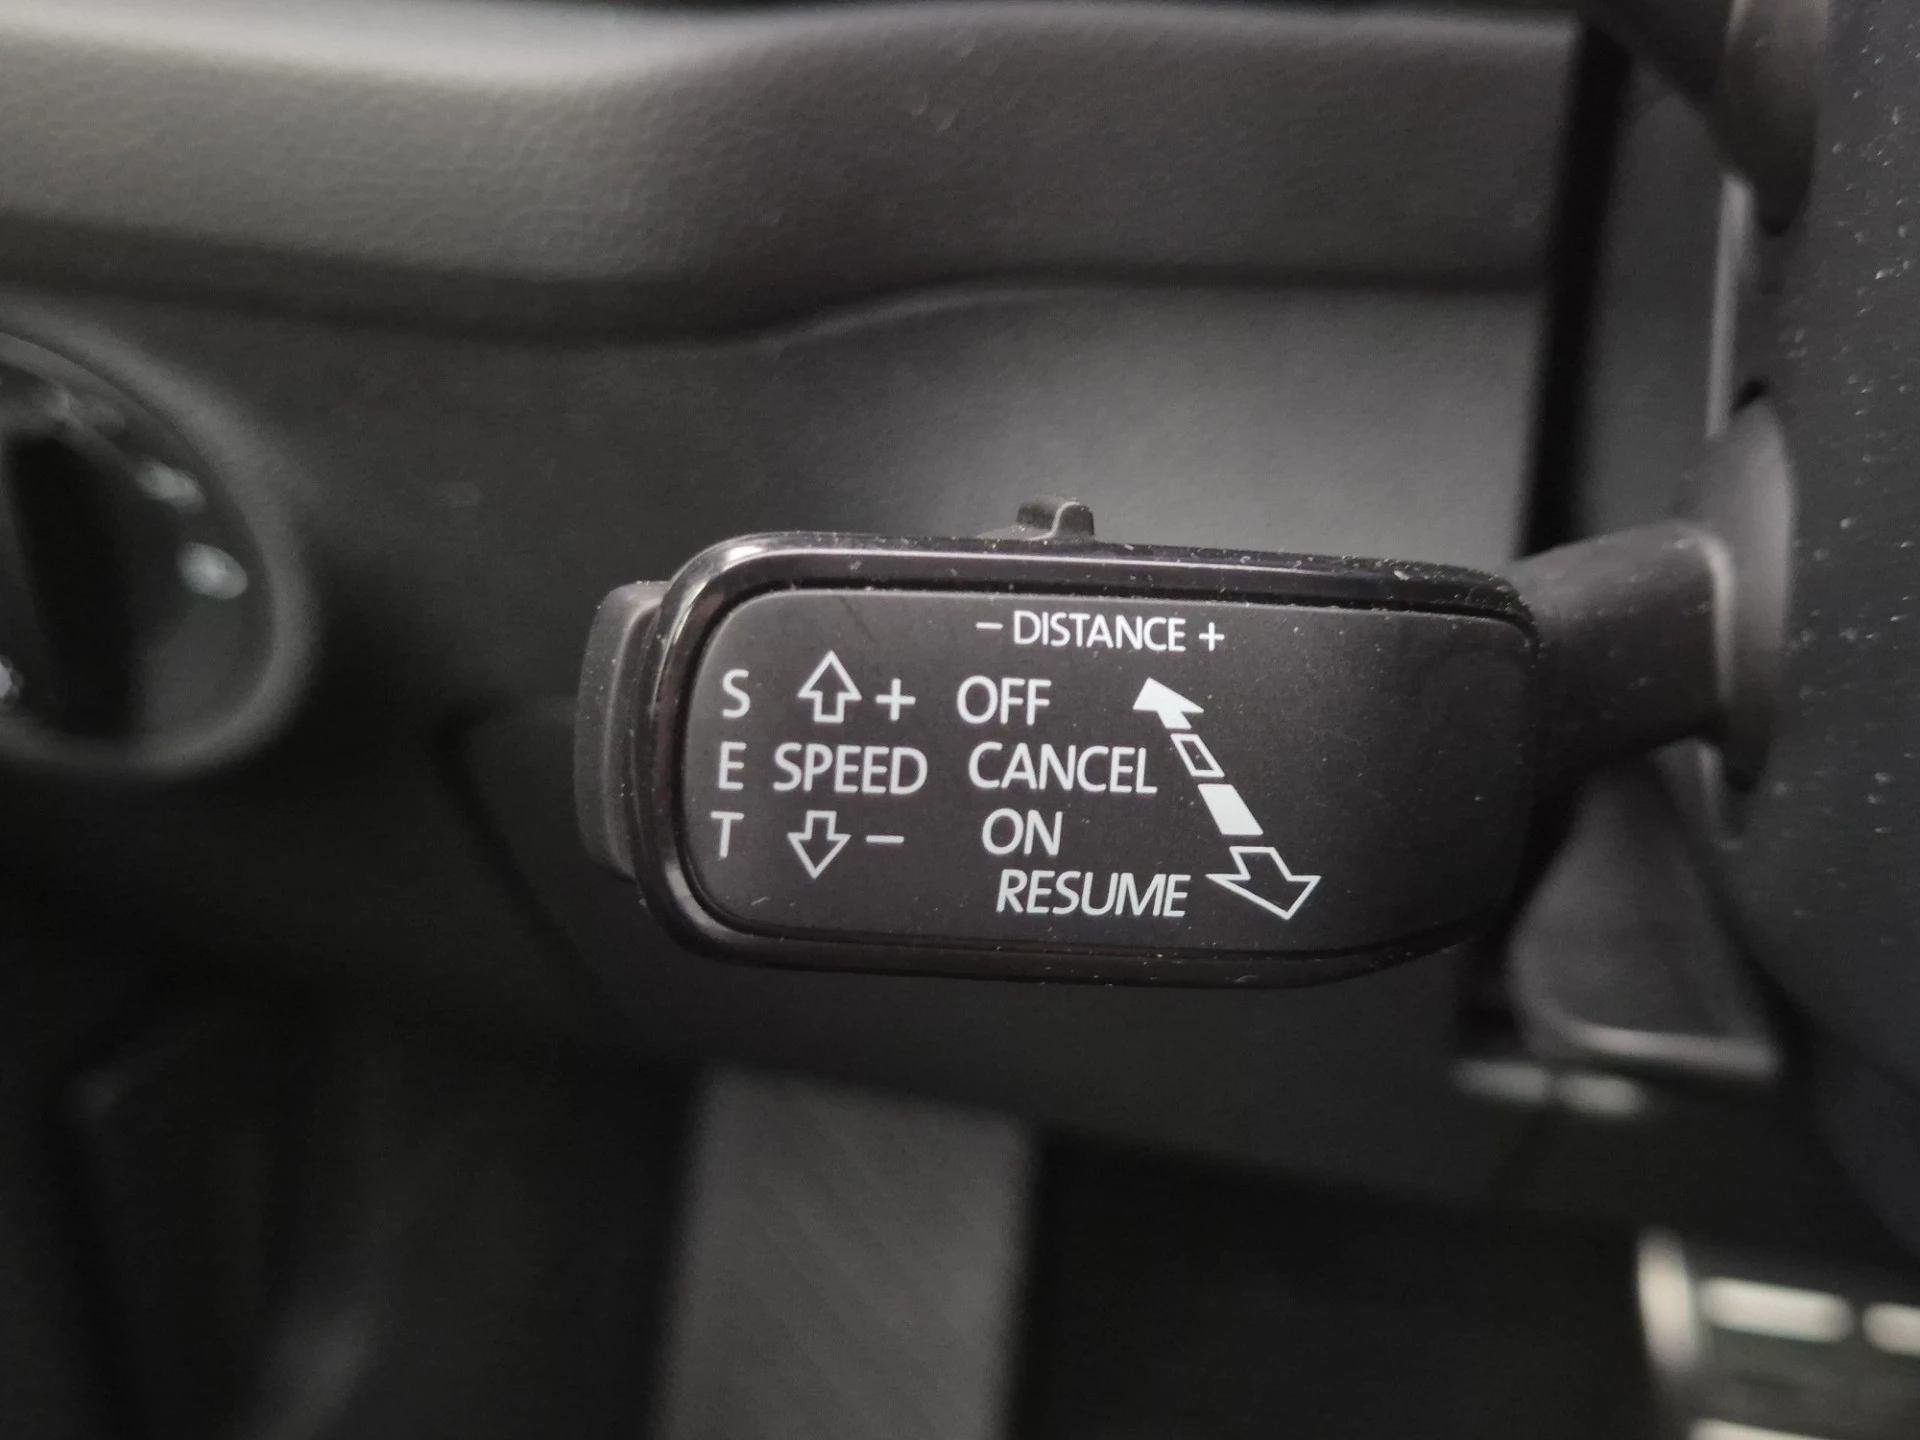 − DISTANCE +
S + OFF
E SPEED CANCEL
T − ON
RESUME